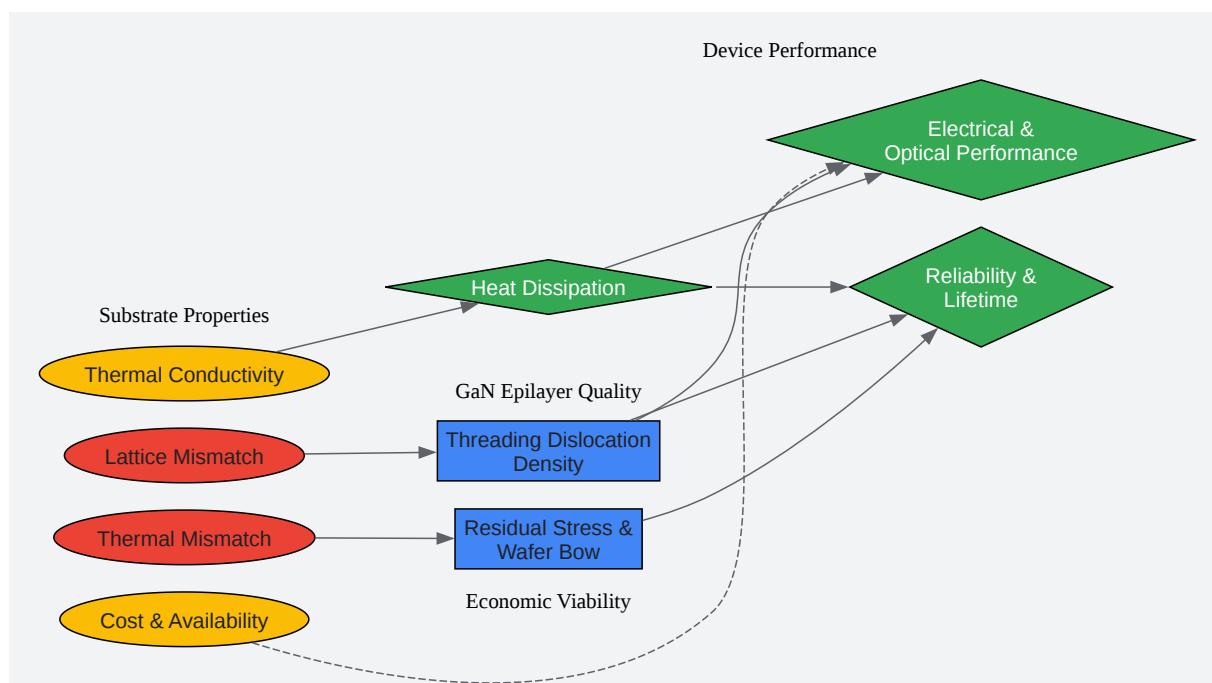 Device Performance
Electrical &
Optical Performance
Reliability &
Lifetime
Heat Dissipation
Substrate Properties
Thermal Conductivity
GaN Epilayer Quality
Lattice Mismatch
Threading Dislocation
Density
Thermal Mismatch
Residual Stress &
Wafer Bow
Economic Viability
Cost & Availability